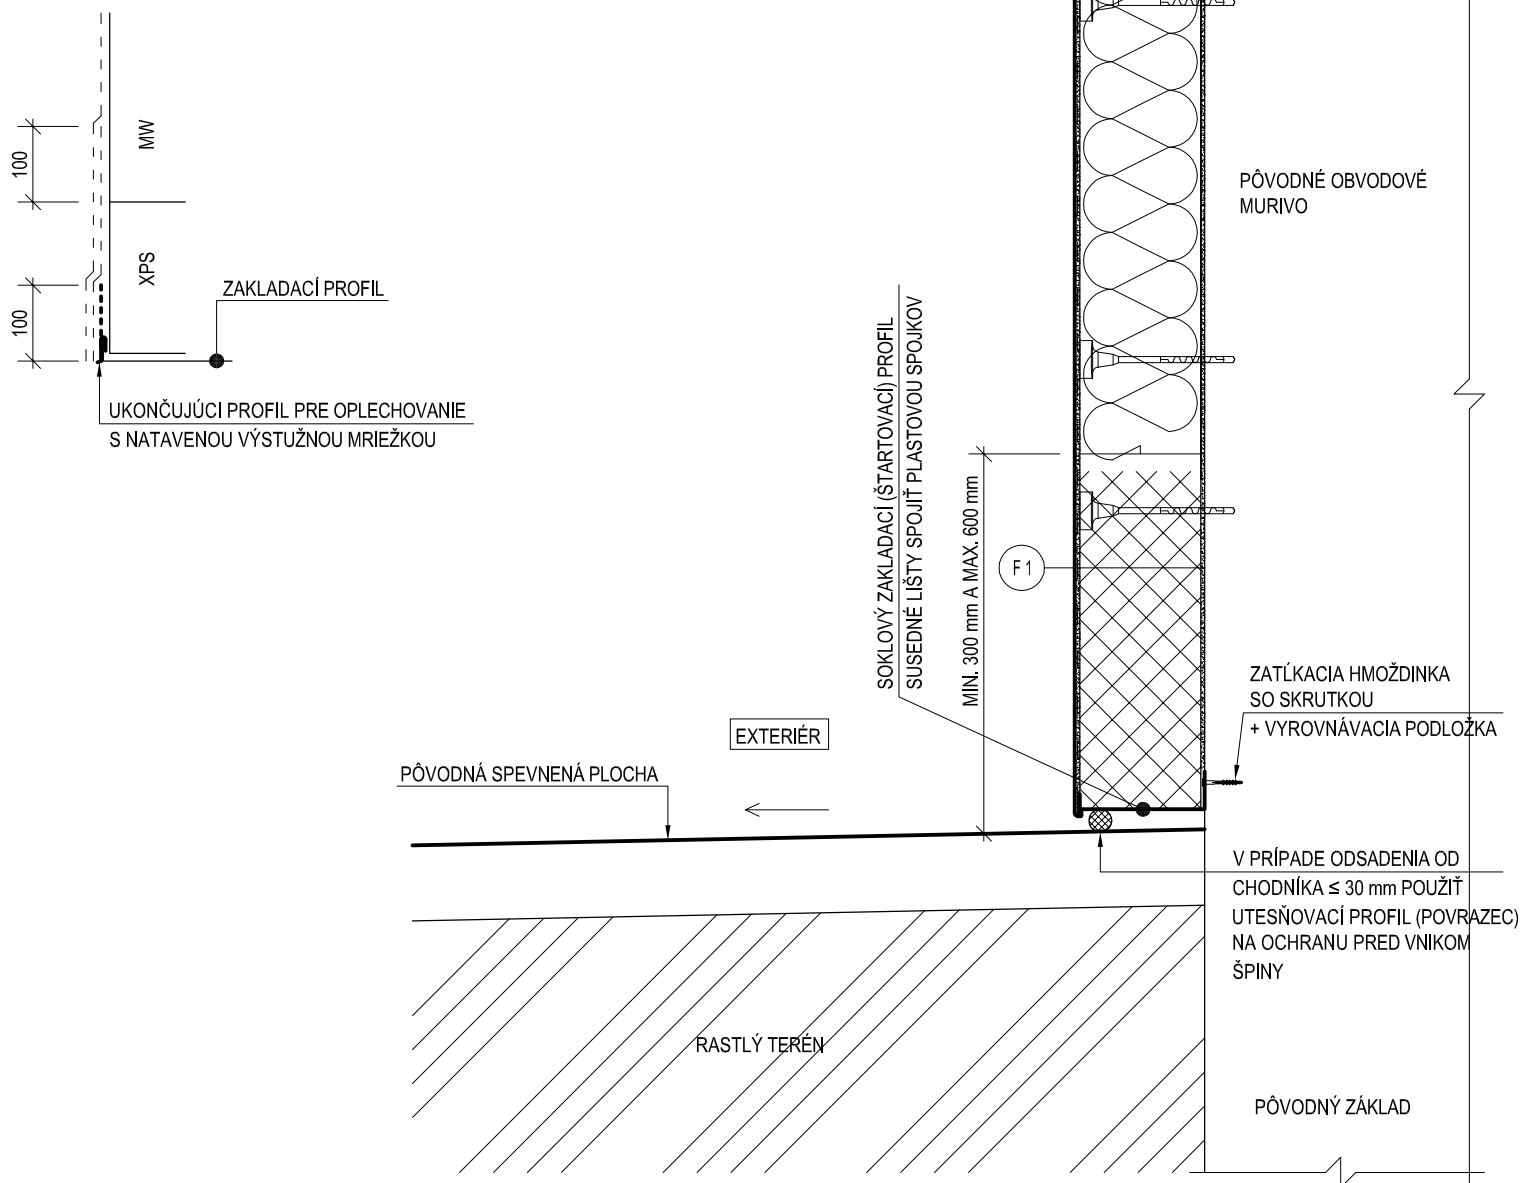 100
MW
100
XPS
ZAKLADACÍ PROFIL
UKONČUJÚCI PROFIL PRE OPLECHOVANIE
S NATAVENOU VÝSTUŽNOU MRIEŽKOU
PÔVODNÉ OBVODOVÉ
MURIVO
SOKLOVÝ ZAKLADACÍ (ŠTARTOVACÍ) PROFIL
SUSEDNÉ LIŠTY SPOJIŤ PLASTOVOU SPOJKOV
MIN. 300 mm A MAX. 600 mm
F 1
ZATĹKACIA HMOŽDINKA
SO SKRUTKOU
+ VYROVNÁVACIA PODLOŽKA
EXTERIÉR
PÔVODNÁ SPEVNENÁ PLOCHA
V PRÍPADE ODSADENIA OD
CHODNÍKA ≤ 30 mm POUŽIŤ
UTESŇOVACÍ PROFIL (POVRAZEC)
NA OCHRANU PRED VNIKOM
ŠPINY
RASTLÝ TERÉN
PÔVODNÝ ZÁKLAD